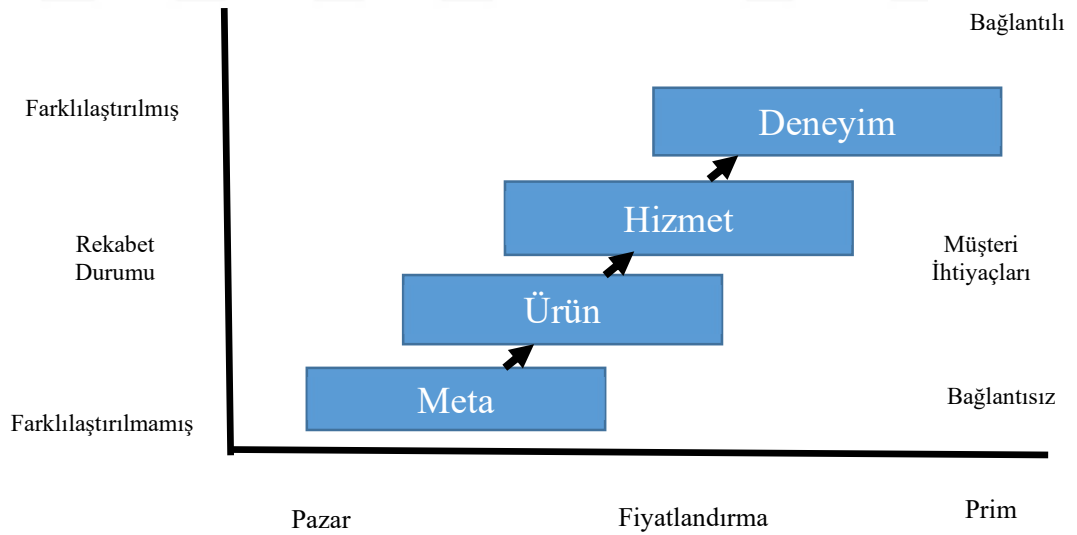 Bağlantılı
Farklılaştırılmış
Deneyim
Hizmet
Rekabet
Durumu
Müşteri
İhtiyaçları
Ürün
Meta
Bağlantısız
Farklılaştırılmamış
Pazar
Fiyatlandırma
Prim